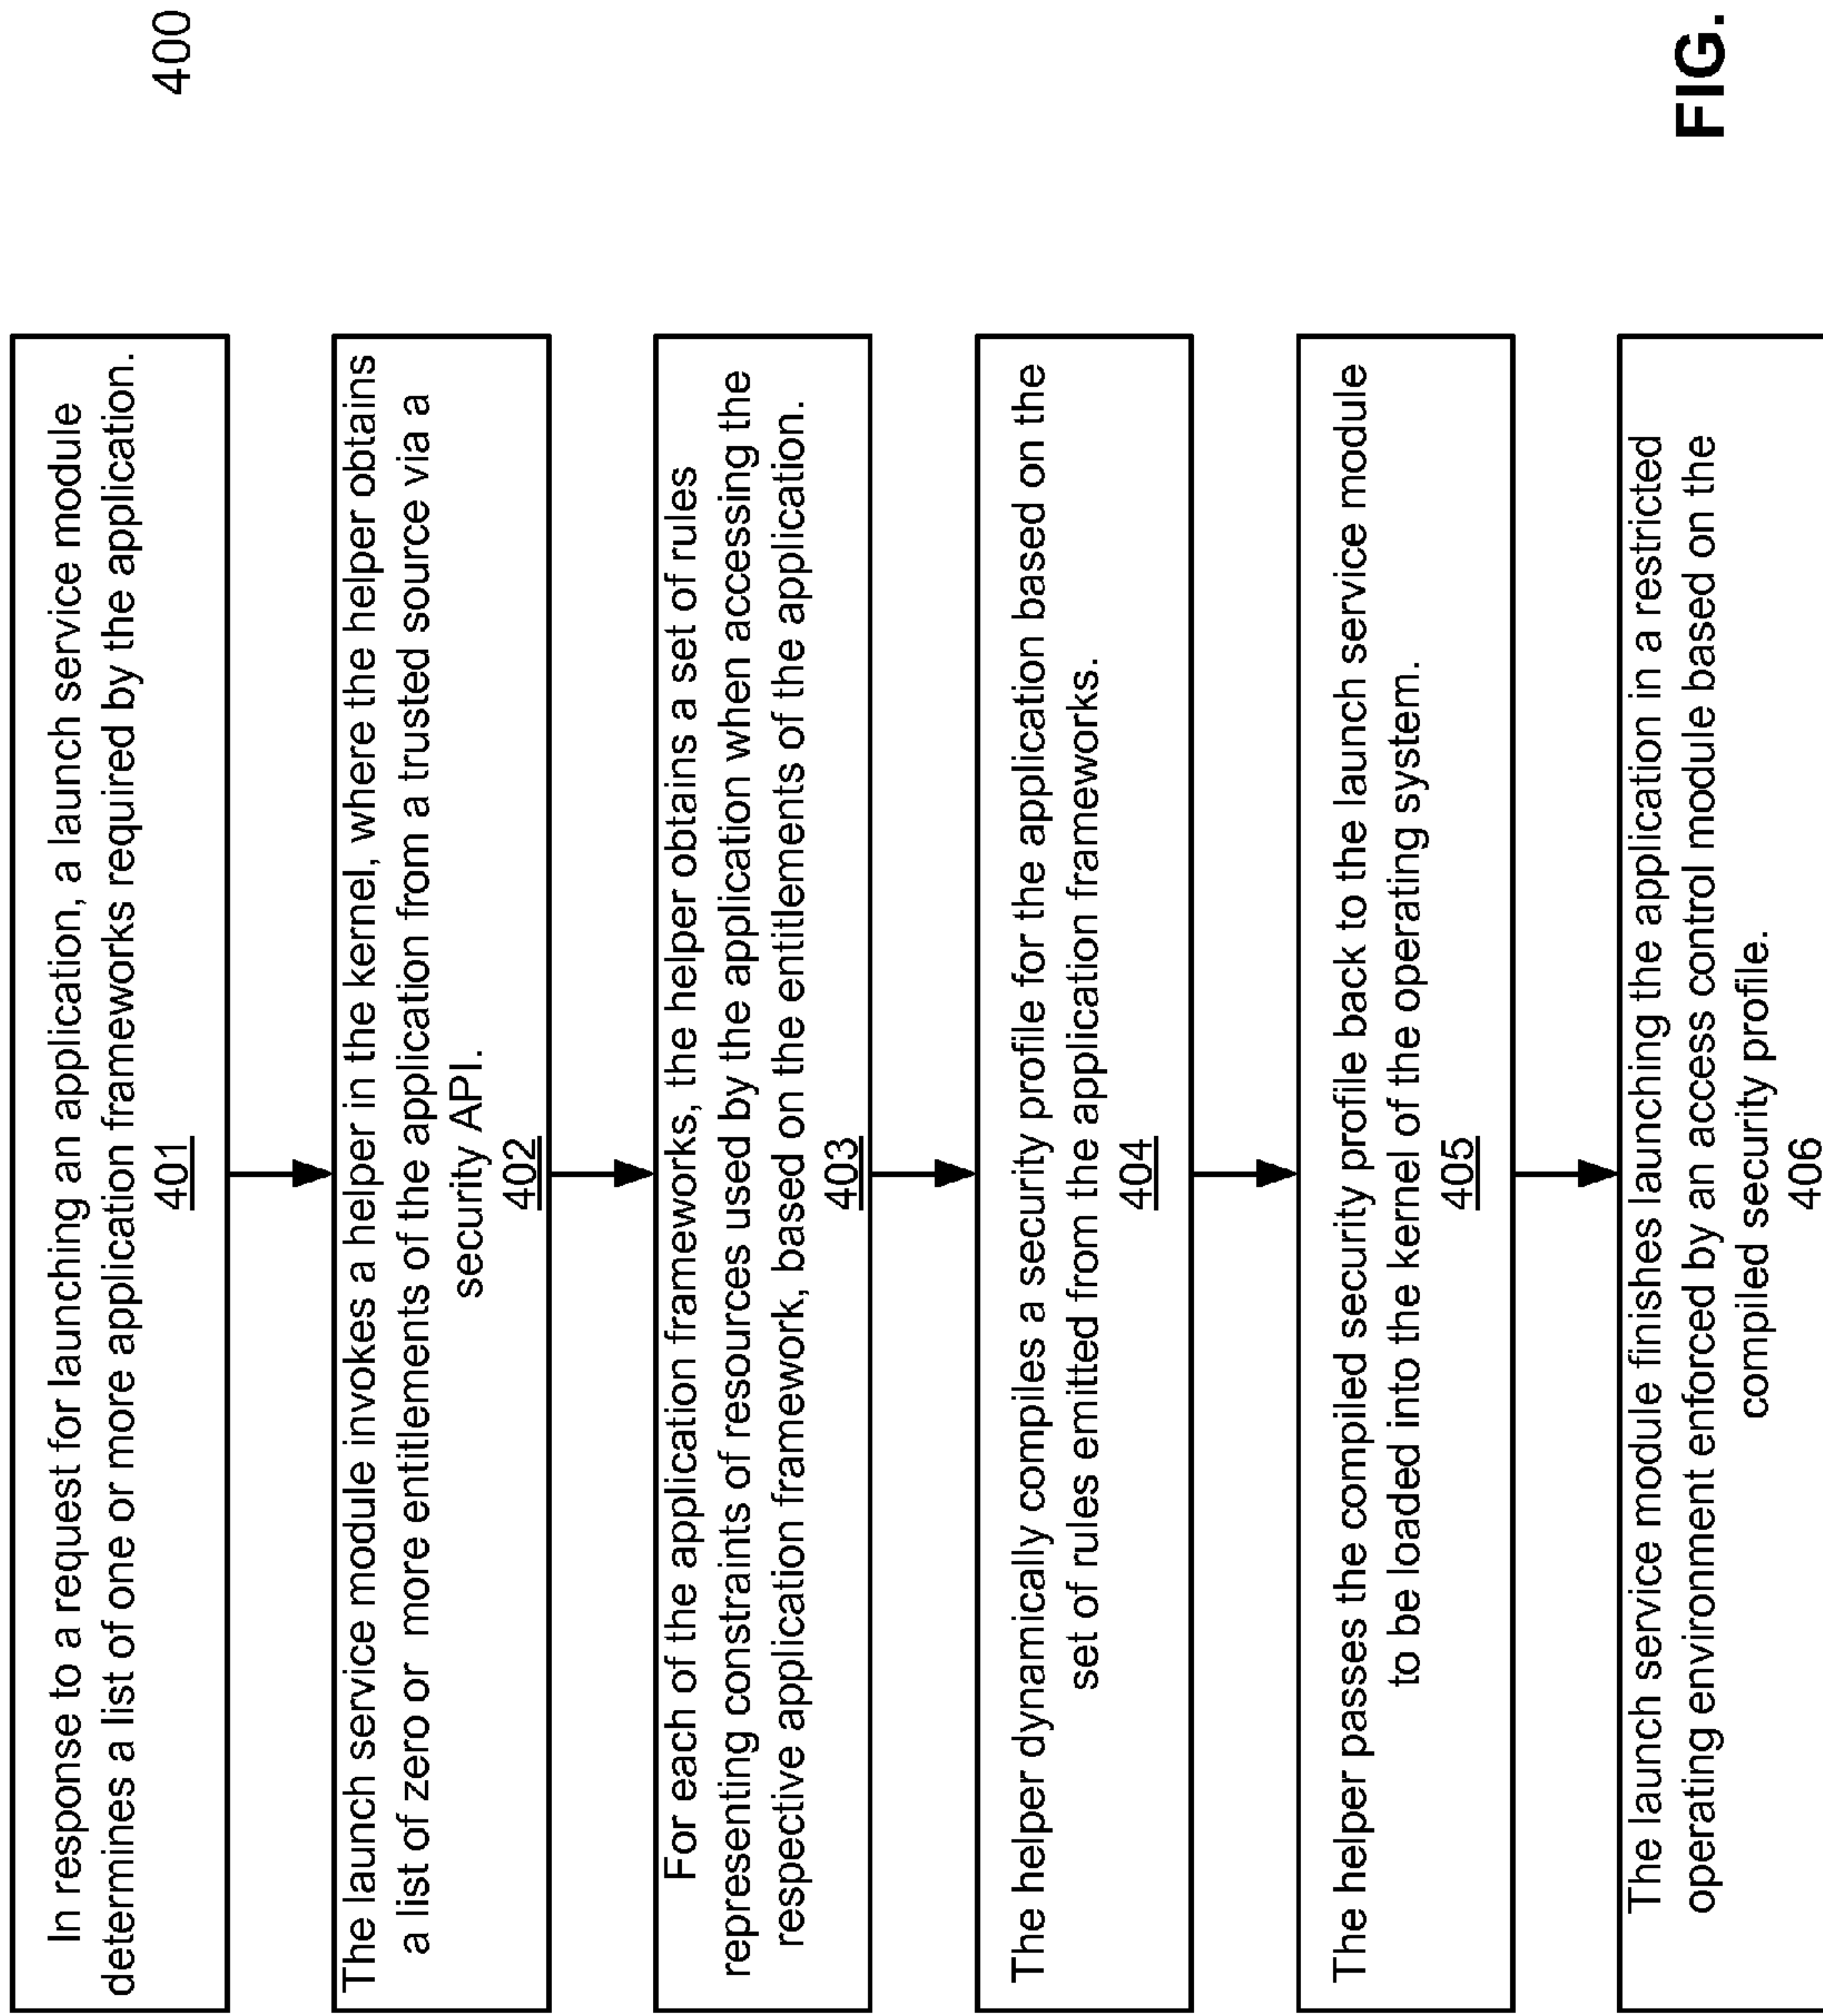 400
In response to a request for launching an application, a launch service module
determines a list of one or more application frameworks required by the application.
401
The launch service module invokes a helper in the kernel, where the helper obtains
a list of zero or more entitlements of the application from a trusted source via a
security API.
402
For each of the application frameworks, the helper obtains a set of rules
representing constraints of resources used by the application when accessing the
respective application framework, based on the entitlements of the application.
403
The helper dynamically compiles a security profile for the application based on the
set of rules emitted from the application frameworks.
404
The helper passes the compiled security profile back to the launch service module
to be loaded into the kernel of the operating system.
405
The launch service module finishes launching the application in a restricted
operating environment enforced by an access control module based on the
compiled security profile.
406
FIG.